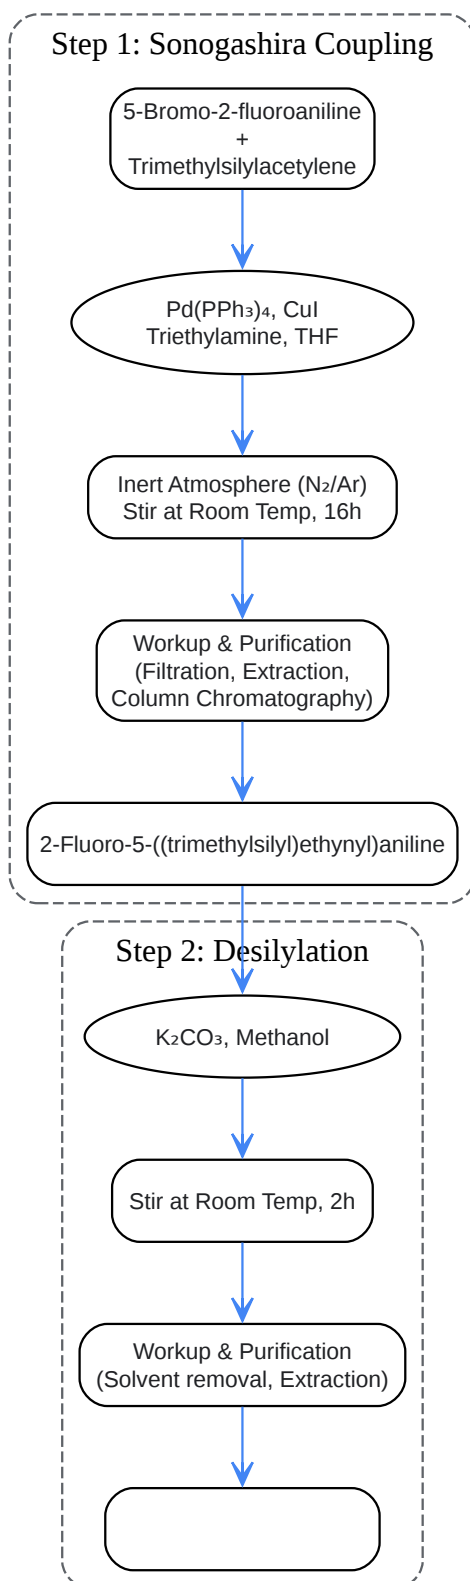 Step 1: Sonogashira Coupling
5-Bromo-2-fluoroaniline
+
Trimethylsilylacetylene
Pd(PPh₃)₄, CuI
Triethylamine, THF
Inert Atmosphere (N₂/Ar)
Stir at Room Temp, 16h
Workup & Purification
(Filtration, Extraction,
Column Chromatography)
2-Fluoro-5-((trimethylsilyl)ethynyl)aniline
Step 2: Desilylation
K₂CO₃, Methanol
Stir at Room Temp, 2h
Workup & Purification
(Solvent removal, Extraction)